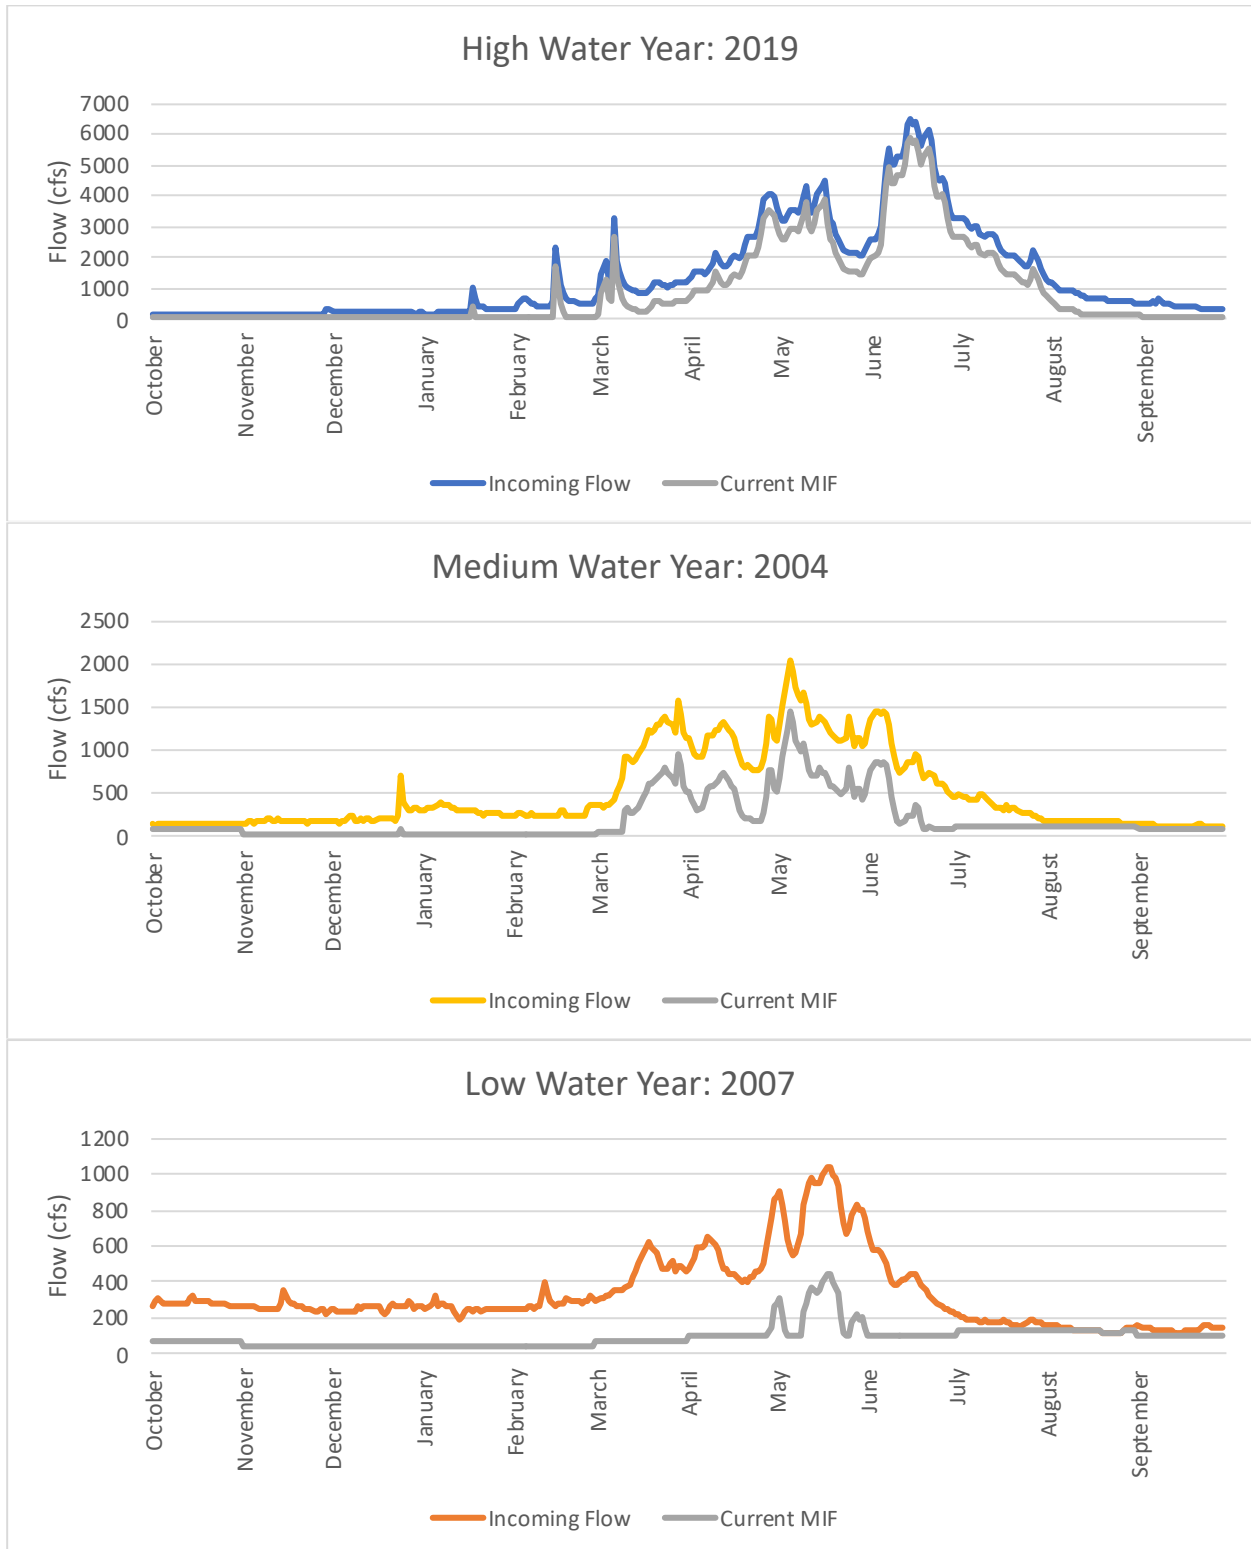 High Water Year: 2019
Flow (cfs)
7000
6000
5000
4000
3000
2000
1000
0
October
November
December
January
February
March
April
May
June
July
August
September
Incoming Flow
Current MIF
Medium Water Year: 2004
Flow (cfs)
2500
2000
1500
1000
500
0
October
November
December
January
February
March
April
May
June
July
August
September
Incoming Flow
Current MIF
Low Water Year: 2007
Flow (cfs)
1200
1000
800
600
400
200
0
October
November
December
January
February
March
April
May
June
July
August
September
Incoming Flow
Current MIF